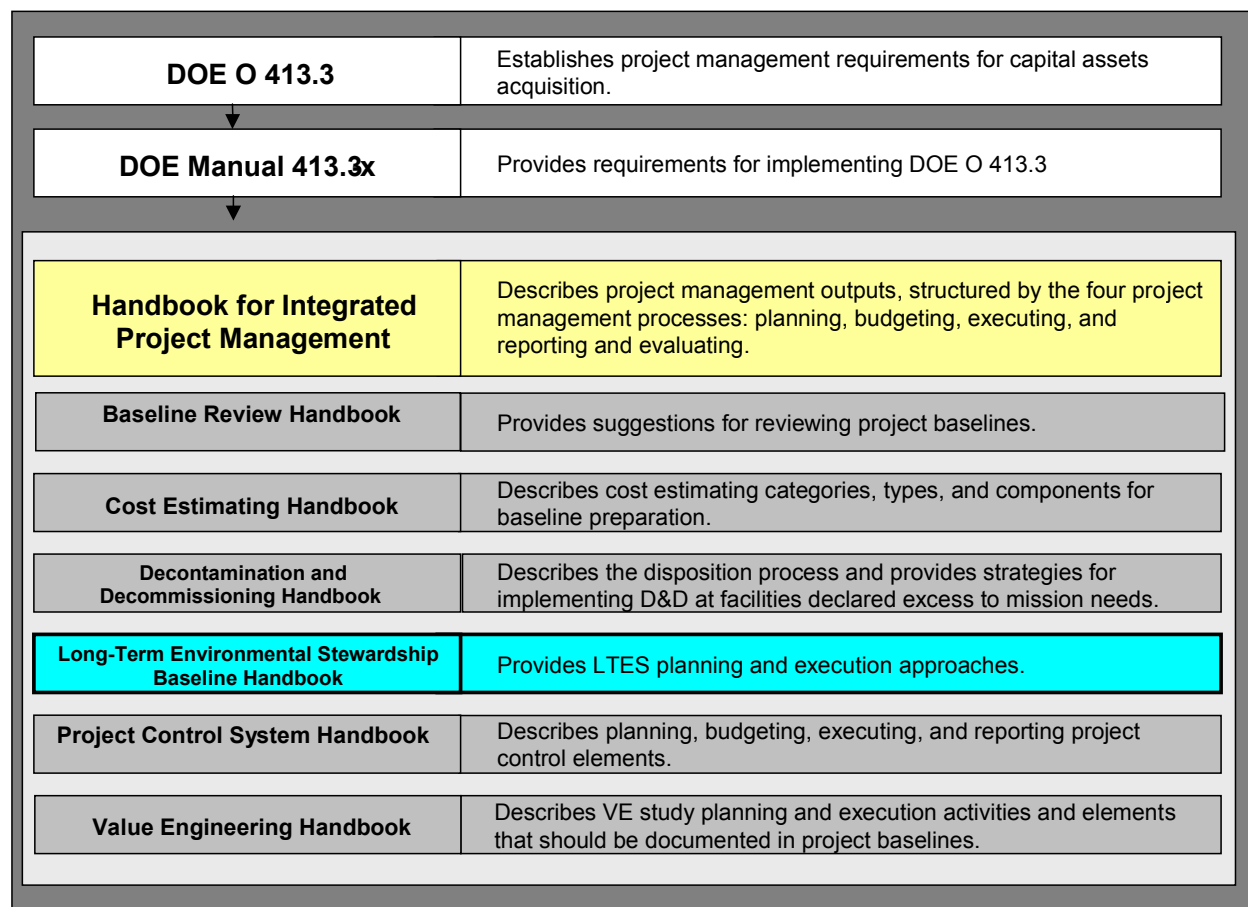 DOE O 413.3
Establishes project management requirements for capital assets
acquisition.
DOE Manual 413.3x
Provides requirements for implementing DOE O 413.3
Handbook for Integrated
Project Management
Describes project management outputs, structured by the four project
management processes: planning, budgeting, executing, and
reporting and evaluating.
Baseline Review Handbook
Provides suggestions for reviewing project baselines.
Cost Estimating Handbook
Describes cost estimating categories, types, and components for
baseline preparation.
Decontamination and
Decommissioning Handbook
Describes the disposition process and provides strategies for
implementing D&D at facilities declared excess to mission needs.
Long-Term Environmental Stewardship
Baseline Handbook
Provides LTES planning and execution approaches.
Project Control System Handbook
Describes planning, budgeting, executing, and reporting project
control elements.
Value Engineering Handbook
Describes VE study planning and execution activities and elements
that should be documented in project baselines.